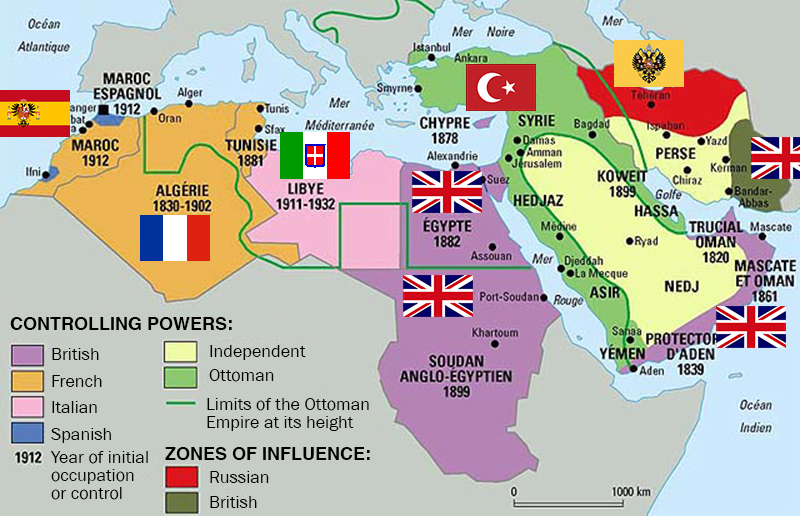 Océan
Atlantique
Mer Noire
Mer
Istanbul
Ankara
MAROC
ESPAGNOL
1912
Alger
Oran
Tunis
Sfax
Mer
Méditerranée
Smyrne
CHYPRE
1878
SYRIE
Téhéran
Bagdad
Ispahan
Yazd
PERSE
Kerman
Chiraz
Bandar-
Abbas
anger
bat
MAROC
1912
Ifni
TUNISIE
1881
Alexandrie
Damas
Amman
Jérusalem
Suez
ALGÉRIE
1830-1902
LIBYE
1911-1932
ÉGYPTE
1882
Assouan
HEDJAZ
KOWEIT
1899
Golfe
HASSA
Médine
Ryad
TRUCIAL
OMAN
1820
Mascate
MASCATE
ET OMAN
1861
Mer
Djeddah
La Mecque
NEDJ
Rouge
ASIR
Port-Soudan
Khartoum
SOUDAN
ANGLO-ÉGYPTIEN
1899
Sanaa
YÉMEN
Aden
PROTECTOR
D'ADEN
1839
Océan
Indien
CONTROLLING POWERS:
British
French
Italian
Spanish
1912 Year of initial
occupation
or control
Independent
Ottoman
Limits of the Ottoman
Empire at its height
ZONES OF INFLUENCE:
Russian
British
0 1000 km